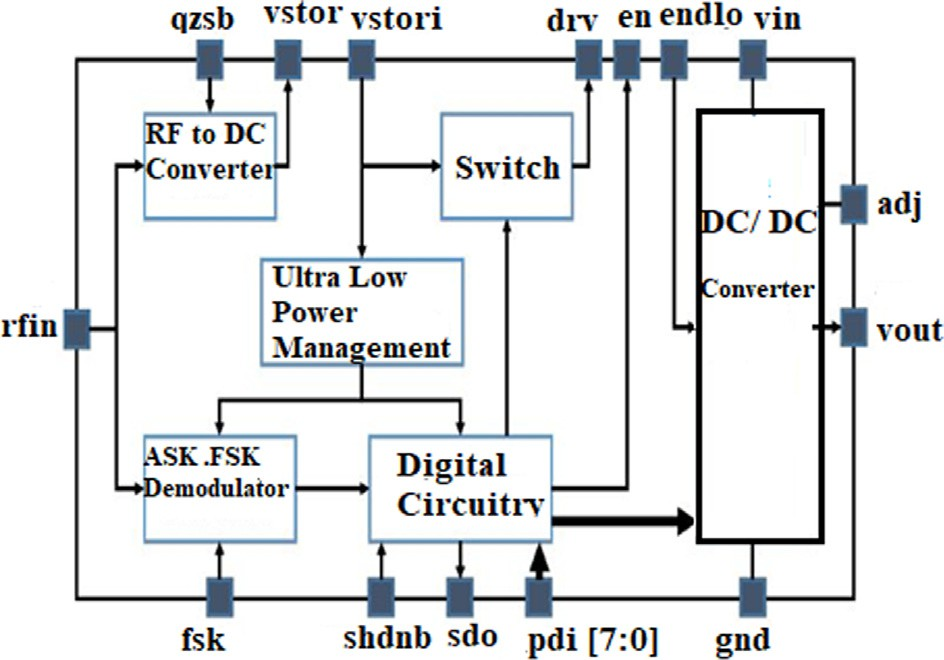 qzsb vstor vstori drv en endlo vin
RF to DC
Converter
Switch
DC/ DC
Converter
adj
Ultra Low
Power
Management
rfin
vout
ASK .FSK
Demodulator
Digital
Circuitry
fsk shdnb sdo pdi [7:0] gnd